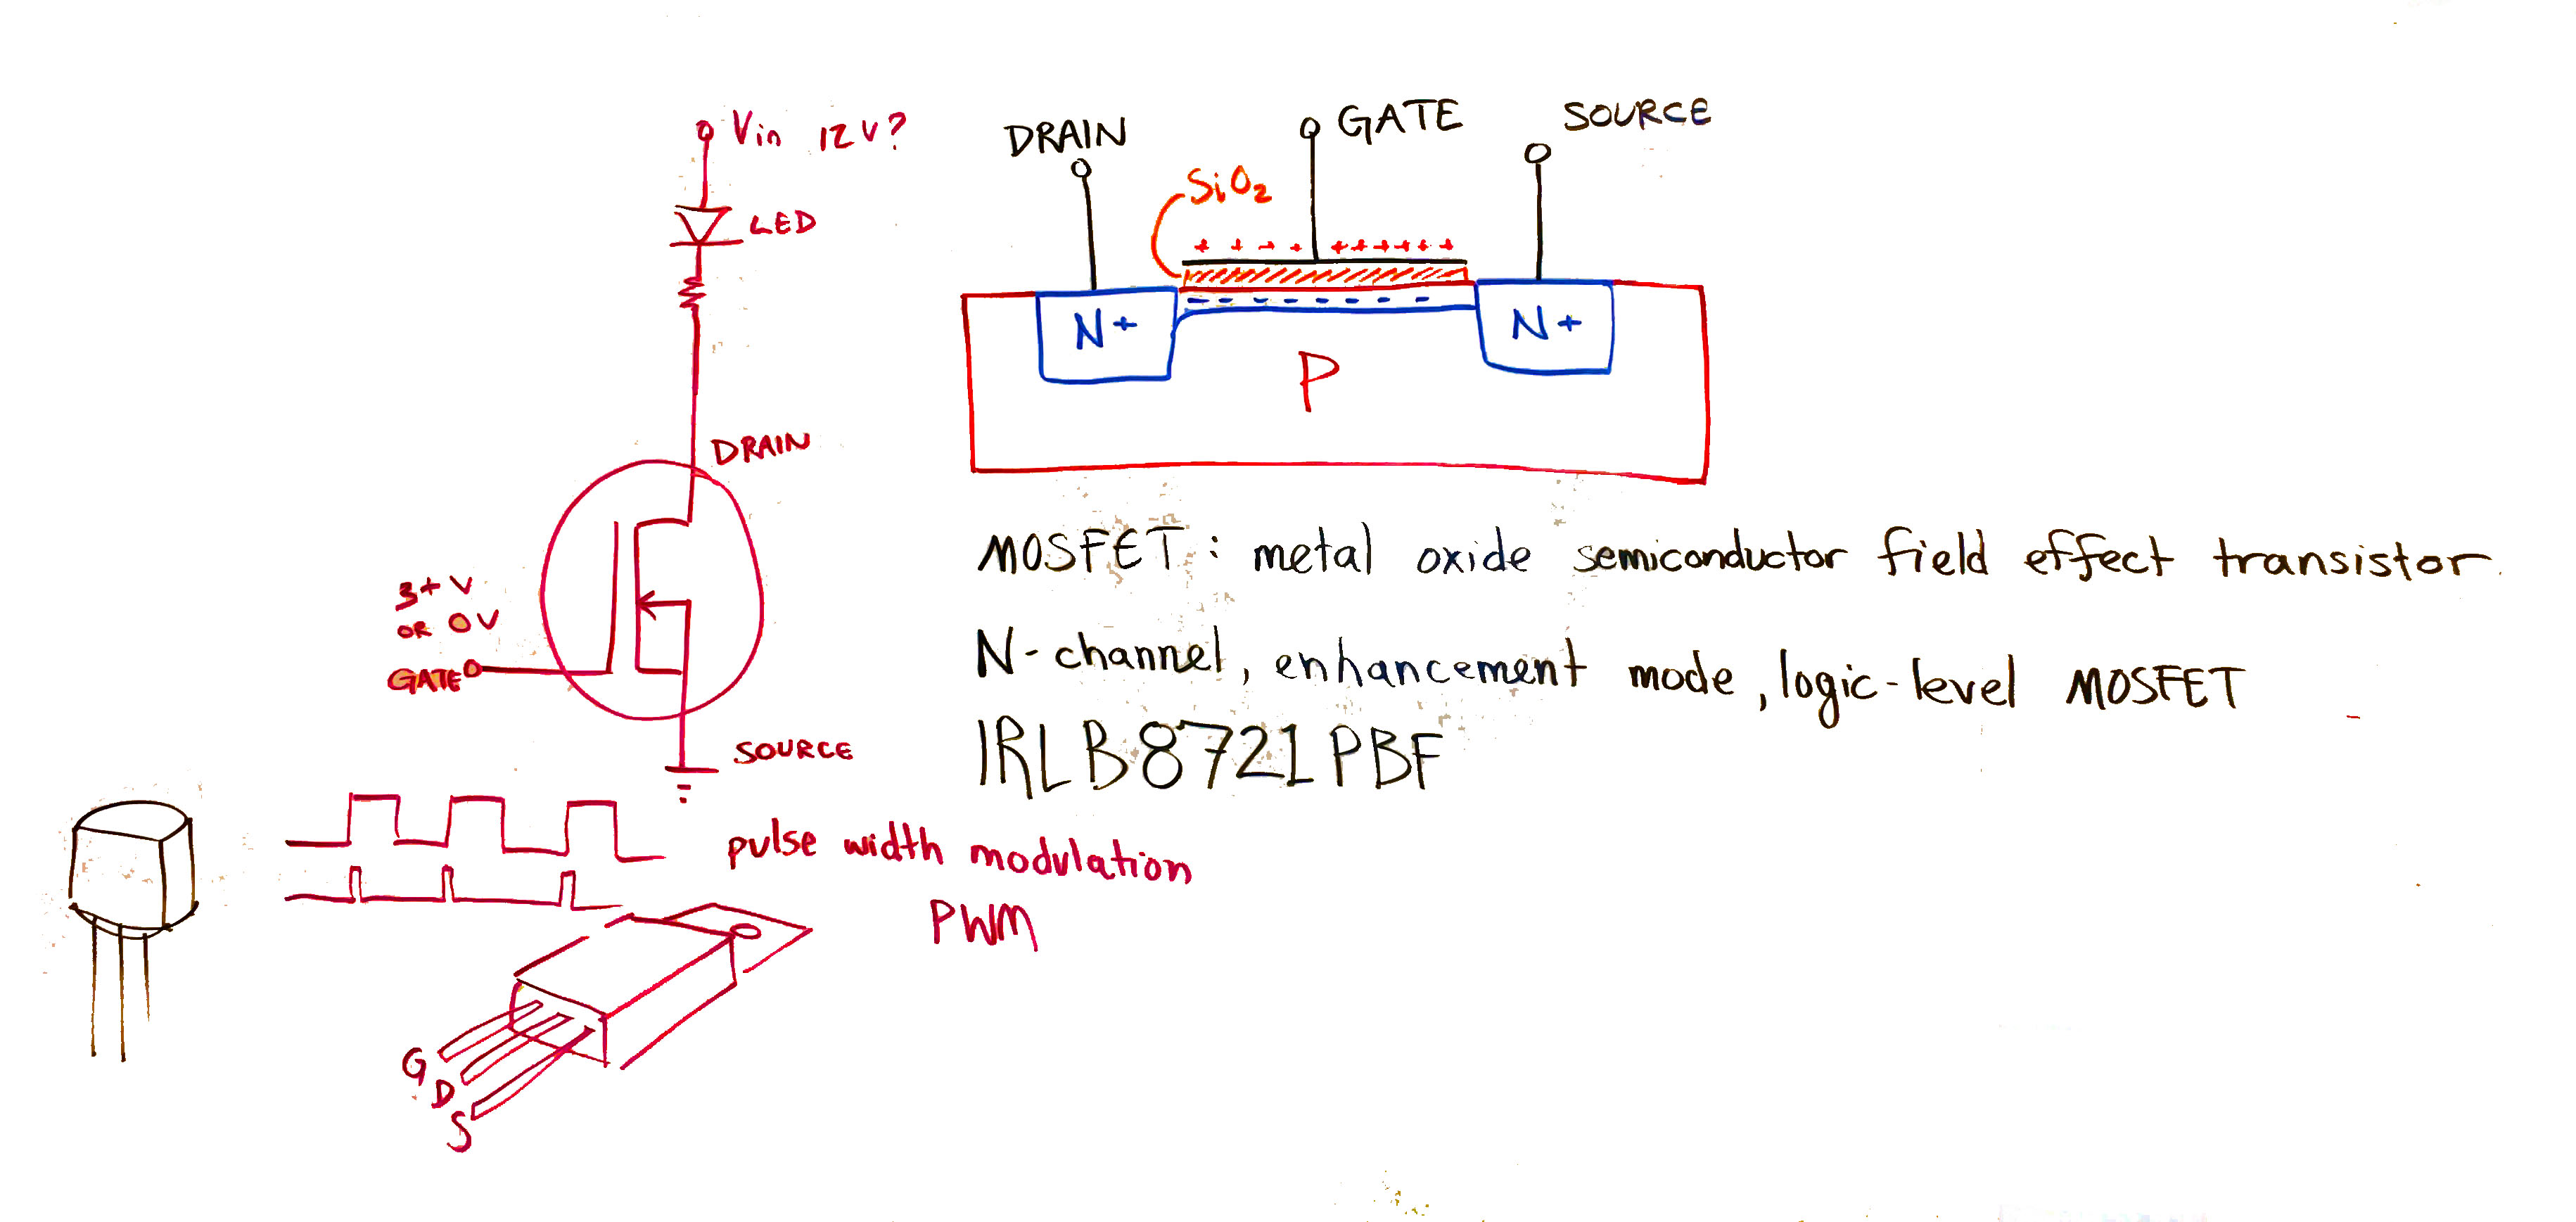 Vin 12V?
LED
DRAIN
3+V
OR 0V
GATE
SOURCE
DRAIN
GATE
SOURCE
SiO2
+ + + + + + + + + +
- - - - - - - -
N+
N+
P
MOSFET: metal oxide semiconductor field effect transistor.
N-channel, enhancement mode, logic-level MOSFET
IRLB8721PBF
pulse width modulation
PWM
G
D
S